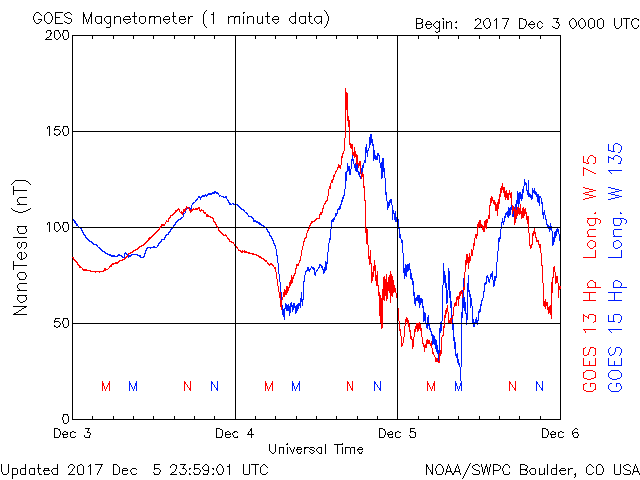 GOES Magnetometer (1 minute data)
Begin: 2017 Dec 3 0000 UTC
200
150
100
50
0
NanoTesla (nT)
M M N N M M N N M M N N
Dec 3 Dec 4 Dec 5 Dec 6
Universal Time
GOES 13 Hp Long. W 75
GOES 15 Hp Long. W 135
Updated 2017 Dec 5 23:59:01 UTC
NOAA/SWPC Boulder, CO USA